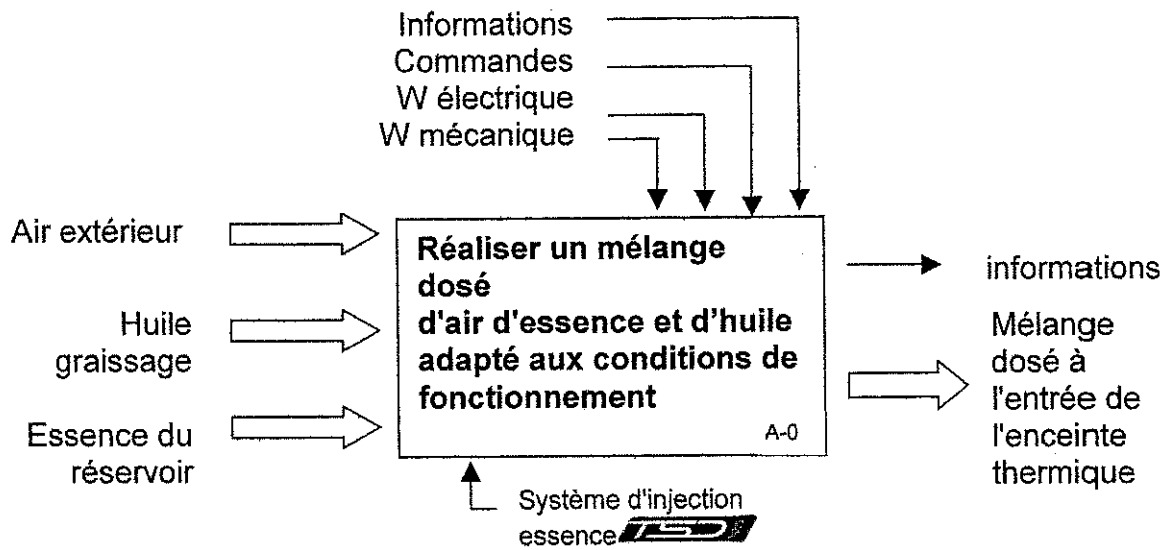 Informations
Commandes
W électrique
W mécanique
Air extérieur
Huile
graissage
Essence du
réservoir
Réaliser un mélange
dosé
d'air d'essence et d'huile
adapté aux conditions de
fonctionnement
A-0
informations
Mélange
dosé à
l'entrée de
l'enceinte
thermique
Système d'injection
essence TSDI